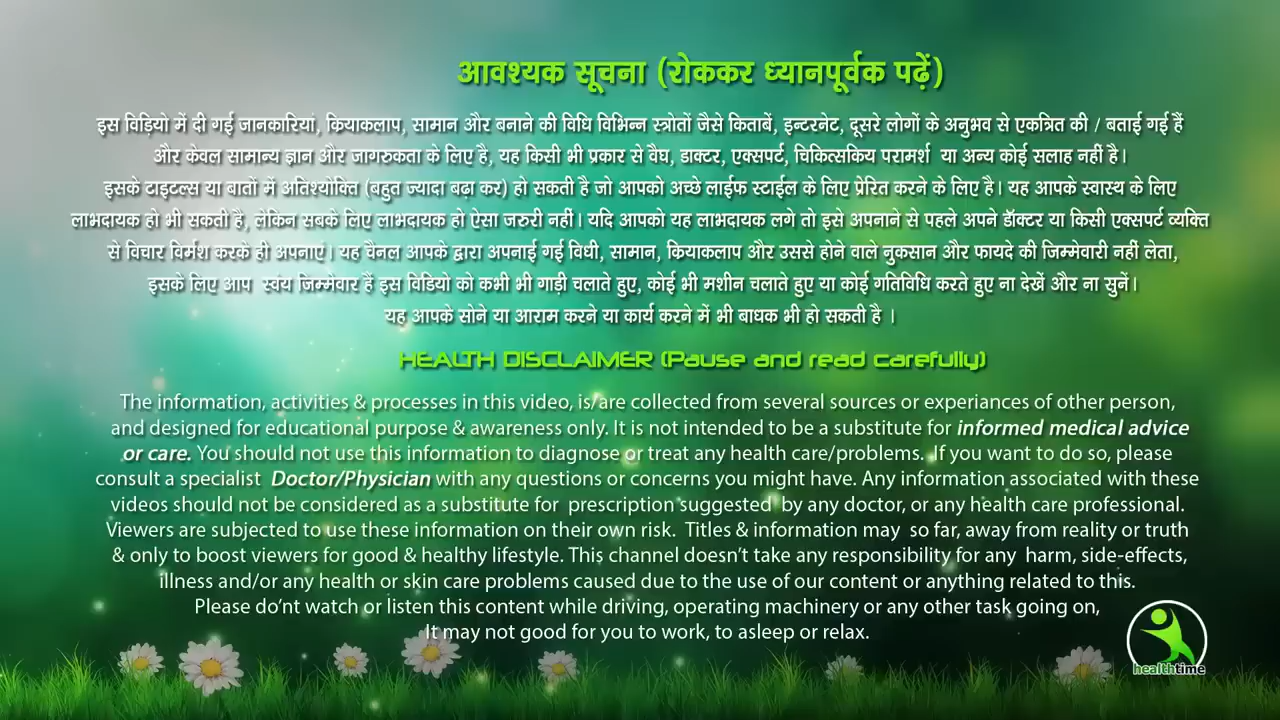 आवश्यक सूचना (रोककर ध्यानपूर्वक पढ़ें)
इस विड़ियो में दी गई जानकारियां, क्रियाकलाप, सामान और बनाने की विधि विभिन्न स्त्रोतों जैसे किताबें, इन्टरनेट, दूसरे लोगों के अनुभव से एकत्रित की / बताई गई हैं
और केवल सामान्य ज्ञान और जागरुकता के लिए है, यह किसी भी प्रकार से वैघ, डाक्टर, एक्सपर्ट, चिकित्सकिय परामर्श या अन्य कोई सलाह नहीं है।
इसके टाइटल्स या बातों में अतिश्योक्ति (बहुत ज्यादा बढ़ा कर) हो सकती है जो आपको अच्छे लाईफ स्टाईल के लिए प्रेरित करने के लिए है। यह आपके स्वास्थ के लिए
लाभदायक हो भी सकती है, लेकिन सबके लिए लाभदायक हो ऐसा जरुरी नहीं। यदि आपको यह लाभदायक लगे तो इसे अपनाने से पहले अपने डॅाक्टर या किसी एक्सपर्ट व्यक्ति
से विचार विर्मश करके ही अपनाएं। यह चैनल आपके द्वारा अपनाई गई विधी, सामान, क्रियाकलाप और उससे होने वाले नुकसान और फायदे की जिम्मेवारी नहीं लेता,
इसके लिए आप स्वंय जिम्मेवार हैं इस विडियो को कभी भी गाड़ी चलाते हुए, कोई भी मशीन चलाते हुए या कोई गतिविधि करते हुए ना देखें और ना सुनें।
यह आपके सोने या आराम करने या कार्य करने में भी बाधक भी हो सकती है ।
HEALTH DISCLAIMER (Pause and read carefully)
The information, activities & processes in this video, is/are collected from several sources or experiances of other person,
and designed for educational purpose & awareness only. It is not intended to be a substitute for informed medical advice
or care. You should not use this information to diagnose or treat any health care/problems. If you want to do so, please
consult a specialist Doctor/Physician with any questions or concerns you might have. Any information associated with these
videos should not be considered as a substitute for prescription suggested by any doctor, or any health care professional.
Viewers are subjected to use these information on their own risk. Titles & information may so far, away from reality or truth
& only to boost viewers for good & healthy lifestyle. This channel doesn't take any responsibility for any harm, side-effects,
illness and/or any health or skin care problems caused due to the use of our content or anything related to this.
Please do'nt watch or listen this content while driving, operating machinery or any other task going on,
It may not good for you to work, to asleep or relax.
healthtime